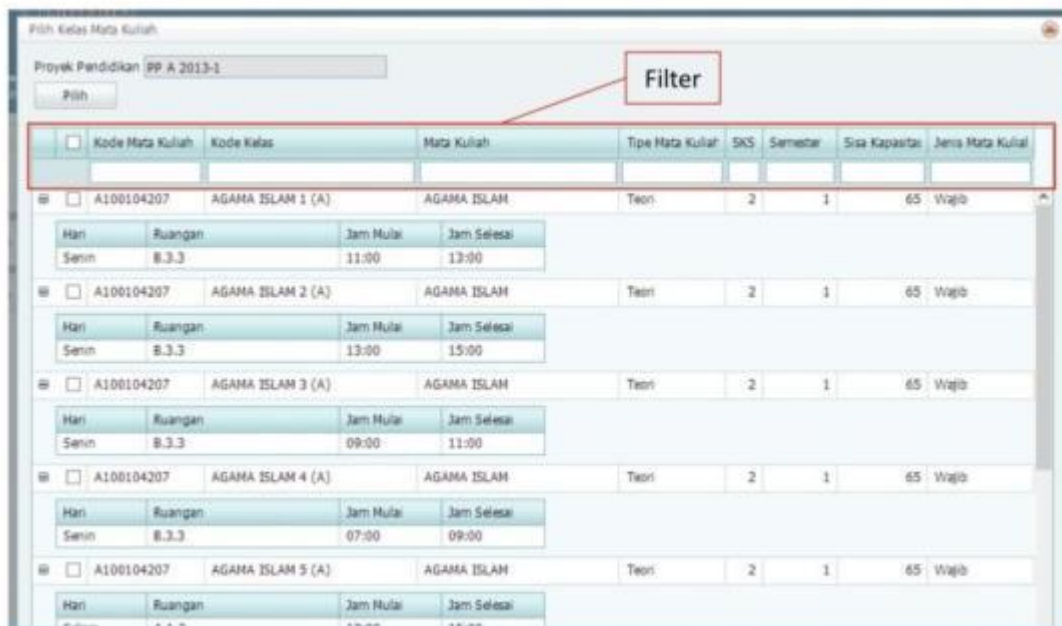 Pilih Kelas Mata Kuliah
Proyek Pendidikan PP A 2013-1
Pilih
Filter
Kode Mata Kuliah Kode Kelas Mata Kuliah Tipe Mata Kuliah SKS Semester Sisa Kapasitas Jenis Mata Kuliah
A100104207 AGAMA ISLAM 1 (A) AGAMA ISLAM Teori 2 1 65 Wajib
Hari Ruangan Jam Mulai Jam Selesai
Senin B.3.3 11:00 13:00
A100104207 AGAMA ISLAM 2 (A) AGAMA ISLAM Teori 2 1 65 Wajib
Hari Ruangan Jam Mulai Jam Selesai
Senin B.3.3 13:00 15:00
A100104207 AGAMA ISLAM 3 (A) AGAMA ISLAM Teori 2 1 65 Wajib
Hari Ruangan Jam Mulai Jam Selesai
Senin B.3.3 09:00 11:00
A100104207 AGAMA ISLAM 4 (A) AGAMA ISLAM Teori 2 1 65 Wajib
Hari Ruangan Jam Mulai Jam Selesai
Senin B.3.3 07:00 09:00
A100104207 AGAMA ISLAM 5 (A) AGAMA ISLAM Teori 2 1 65 Wajib
Hari Ruangan Jam Mulai Jam Selesai